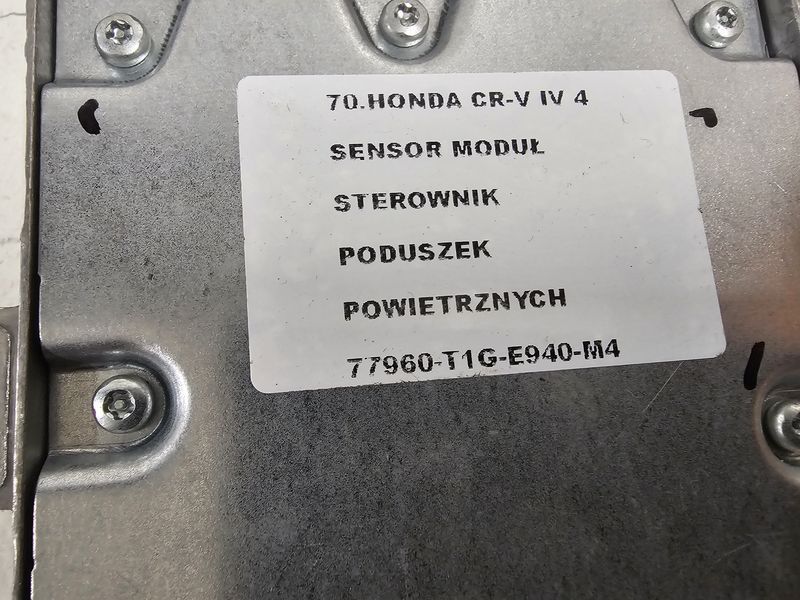 70.HONDA CR-V IV 4
SENSOR MODUŁ
STEROWNIK
PODUSZEK
POWIETRZNYCH
77960-T1G-E940-M4